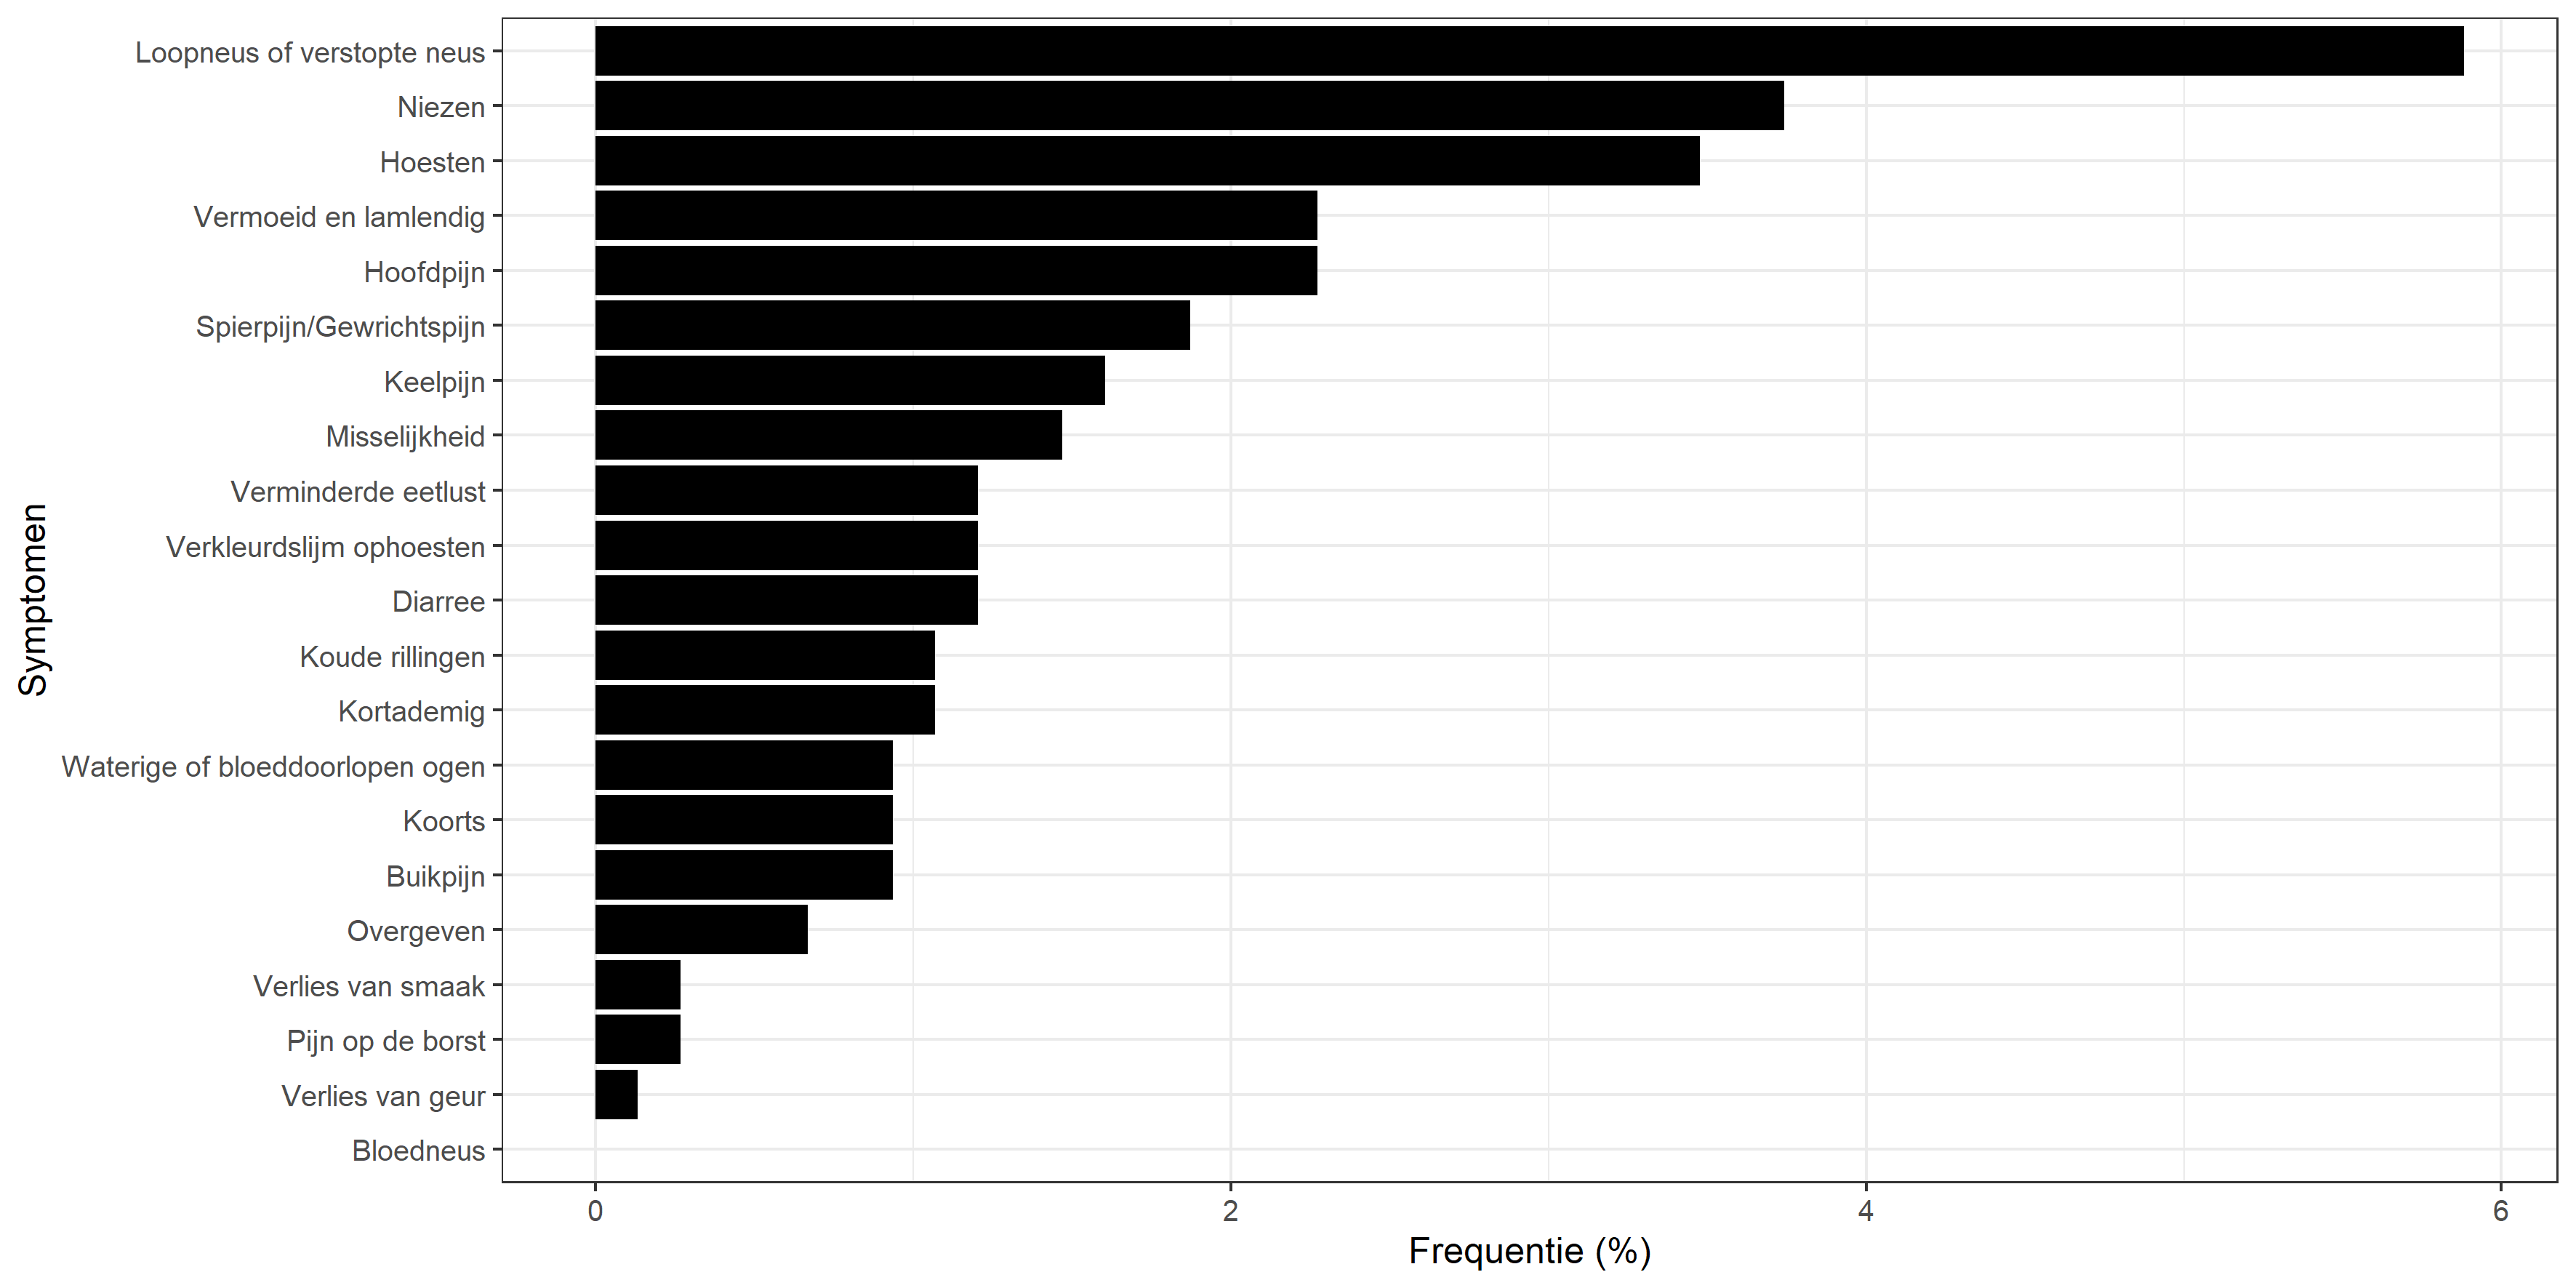 Symptomen
Loopneus of verstopte neus
Niezen
Hoesten
Vermoeid en lamlendig
Hoofdpijn
Spierpijn/Gewrichtspijn
Keelpijn
Misselijkheid
Verminderde eetlust
Verkleurdslijm ophoesten
Diarree
Koude rillingen
Kortademig
Waterige of bloeddoorlopen ogen
Koorts
Buikpijn
Overgeven
Verlies van smaak
Pijn op de borst
Verlies van geur
Bloedneus
0 2 4 6
Frequentie (%)